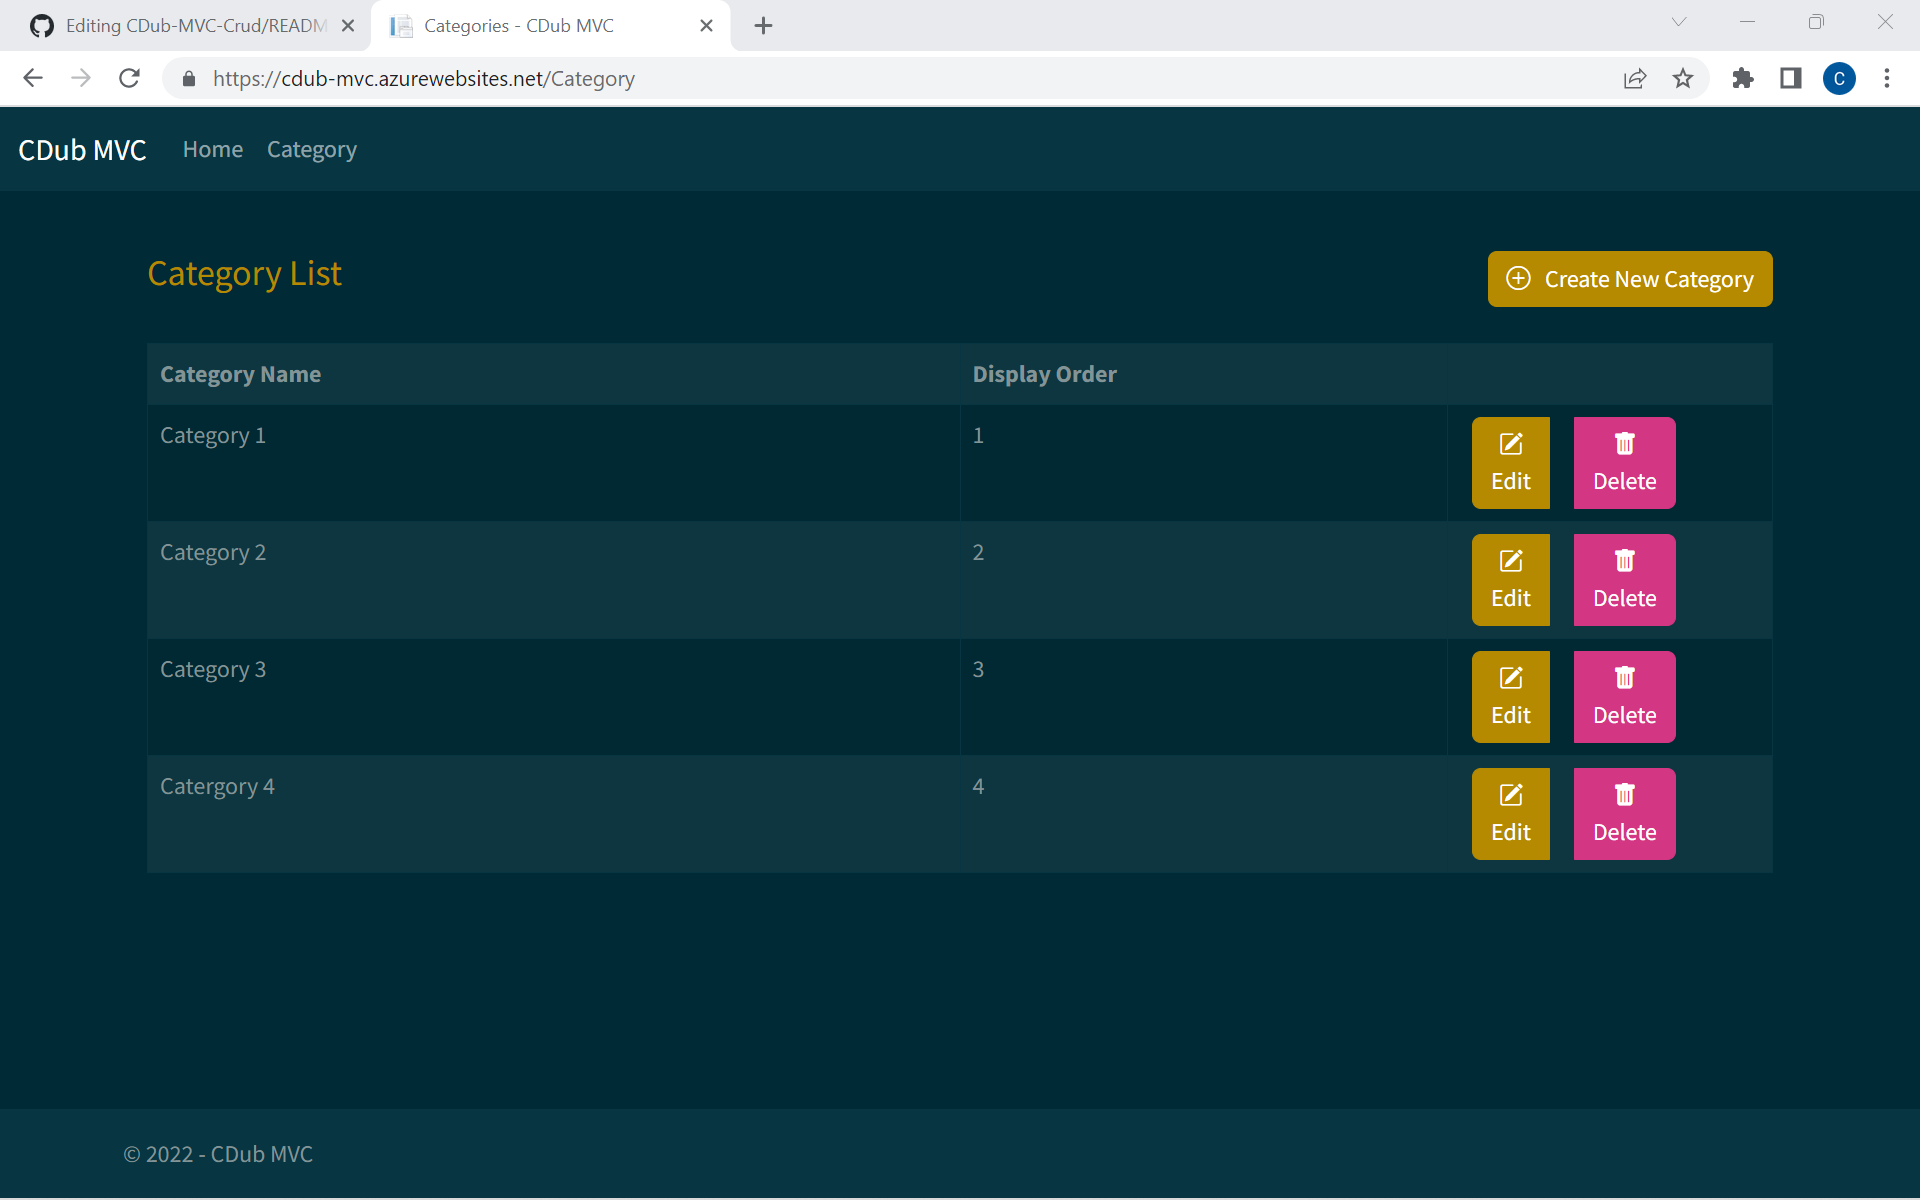 Editing CDub-MVC-Crud/READM
Categories - CDub MVC
https://cdub-mvc.azurewebsites.net/Category
C
CDub MVC Home Category
Category List
Create New Category
Category Name Display Order
Category 1 1 Edit Delete
Category 2 2 Edit Delete
Category 3 3 Edit Delete
Catergory 4 4 Edit Delete
© 2022 - CDub MVC